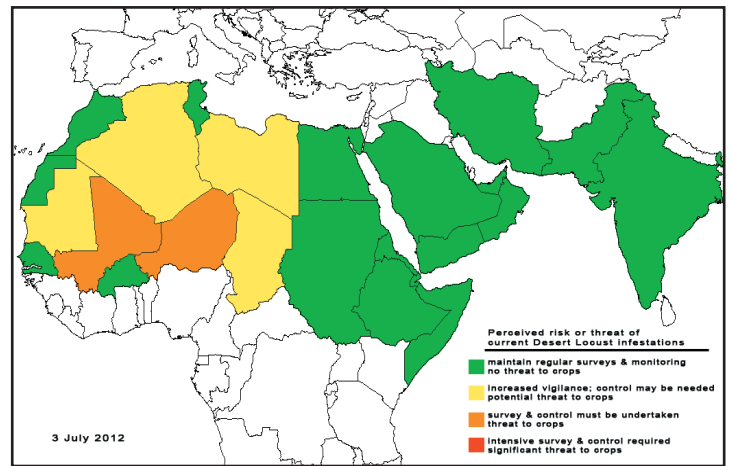 Perceived risk or threat of
current Desert Locust infestations
maintain regular surveys & monitoring
no threat to crops
increased vigilance; control may be needed
potential threat to crops
survey & control must be undertaken
threat to crops
intensive survey & control required
significant threat to crops
3 July 2012